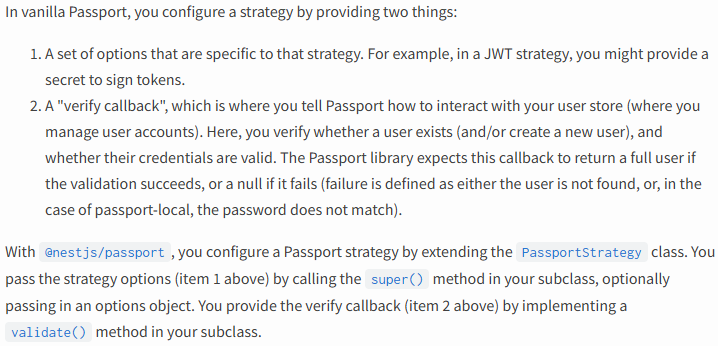 In vanilla Passport, you configure a strategy by providing two things:
1. A set of options that are specific to that strategy. For example, in a JWT strategy, you might provide a
secret to sign tokens.
2. A "verify callback", which is where you tell Passport how to interact with your user store (where you
manage user accounts). Here, you verify whether a user exists (and/or create a new user), and
whether their credentials are valid. The Passport library expects this callback to return a full user if
the validation succeeds, or a null if it fails (failure is defined as either the user is not found, or, in the
case of passport-local, the password does not match).
With @nestjs/passport , you configure a Passport strategy by extending the PassportStrategy class. You
pass the strategy options (item 1 above) by calling the super() method in your subclass, optionally
passing in an options object. You provide the verify callback (item 2 above) by implementing a
validate() method in your subclass.